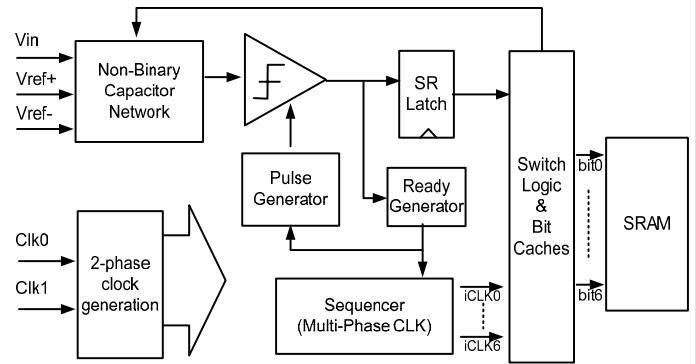 Vin
Vref+
Vref-
Non-Binary
Capacitor
Network
SR
Latch
Pulse
Generator
Ready
Generator
Switch
Logic
&
Bit
Caches
bit0
bit6
SRAM
Clk0
Clk1
2-phase
clock
generation
Sequencer
(Multi-Phase CLK)
iCLK0
iCLK6